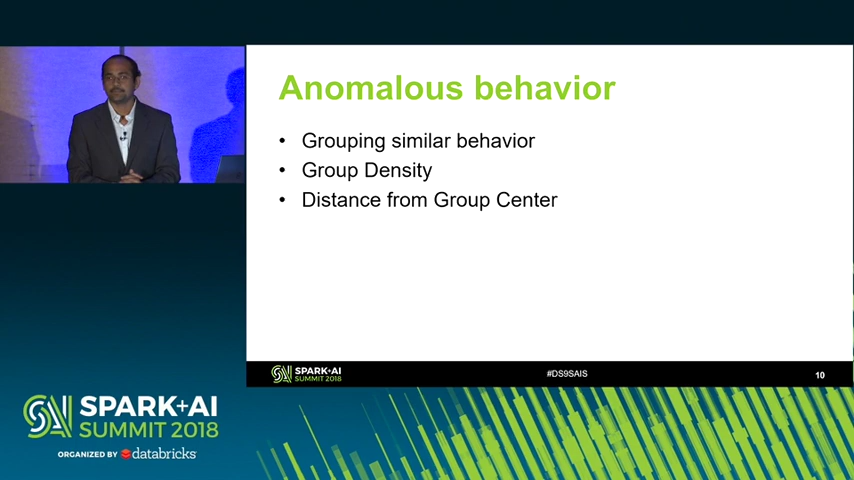 Anomalous behavior
• Grouping similar behavior
• Group Density
• Distance from Group Center
SPARK+AI
SUMMIT 2018
#DS9SAIS
10
SPARK+AI
SUMMIT 2018
ORGANIZED BY databricks